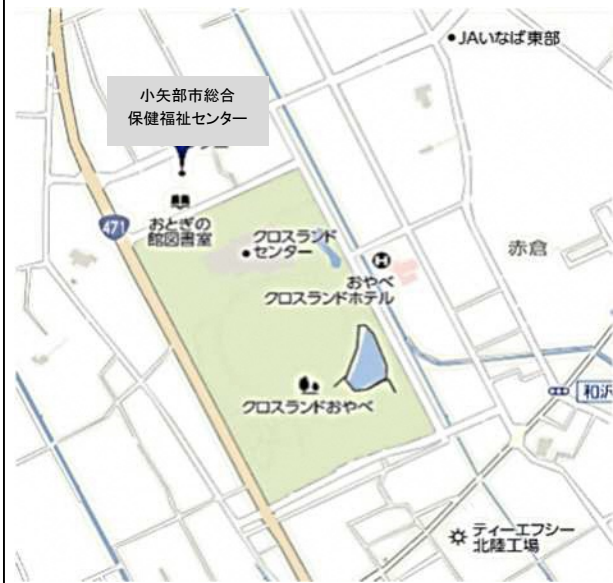 JAいなば東部
小矢部市総合
保健福祉センター
471
おとぎの
館図書室
クロスランド
センター
赤倉
おやべ
クロスランドホテル
和沢
クロスランドおやべ
ティーエフシー
北陸工場